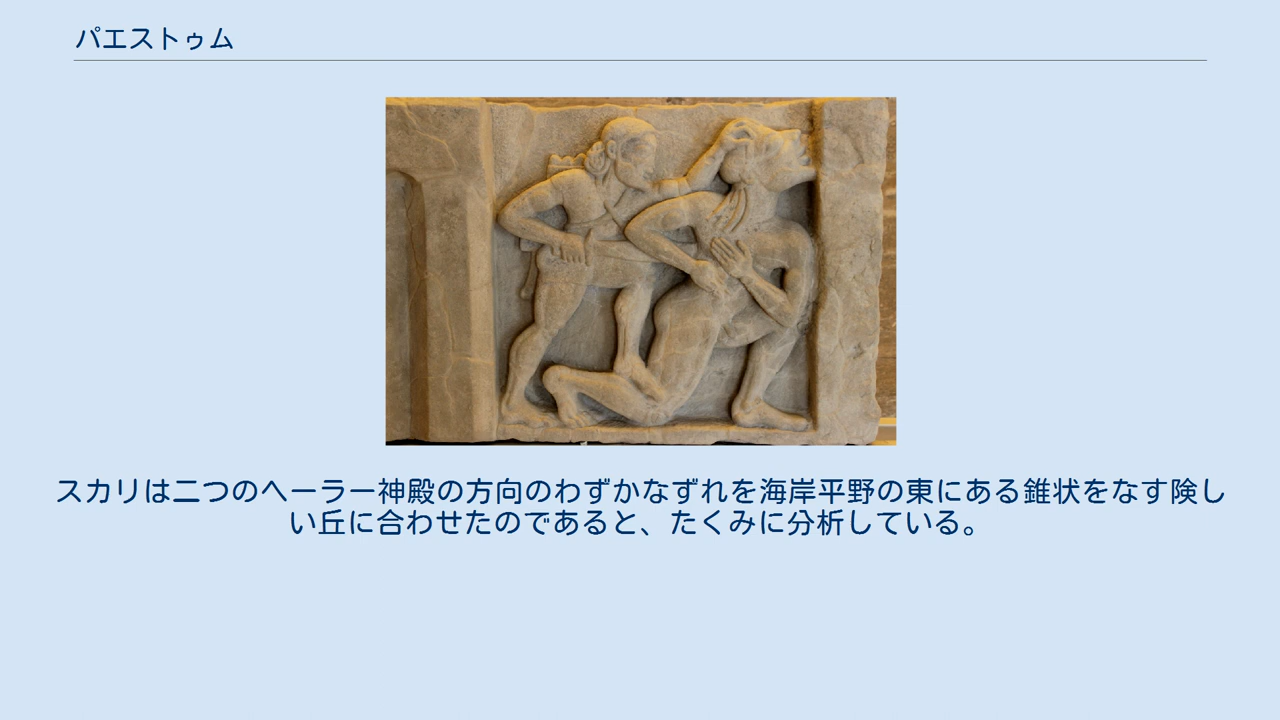 パエストゥム
スカリは二つのヘーラー神殿の方向のわずかなずれを海岸平野の東にある錐状をなす険し
い丘に合わせたのであると、たくみに分析している。